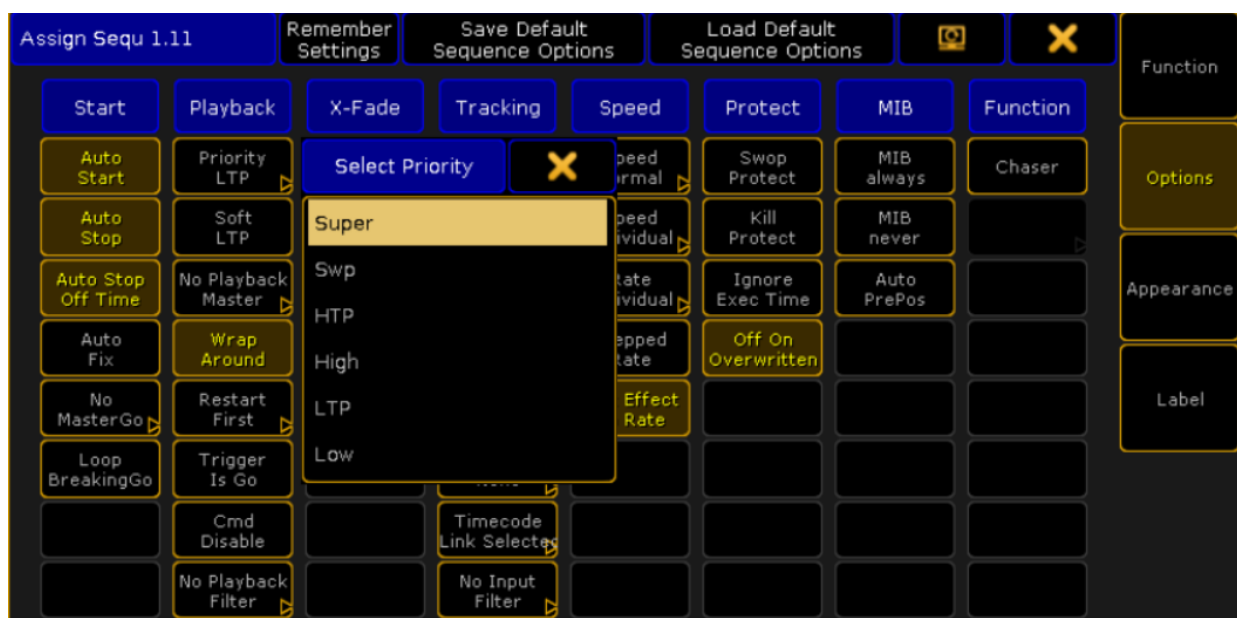 Assign Sequ 1.11
Remember
Settings
Save Default
Sequence Options
Load Default
Sequence Options
Function
Options
Appearance
Label
Start
Playback
X-Fade
Tracking
Speed
Protect
MIB
Function
Auto
Start
Priority
LTP
Select Priority
Swop
Protect
MIB
always
Chaser
Auto
Stop
Soft
LTP
Super
Kill
Protect
MIB
never
Auto Stop
Off Time
No Playback
Master
Swp
HTP
Ignore
Exec Time
Auto
PrePos
Auto
Fix
Wrap
Around
High
Rate
Off On
Overwritten
No
MasterGo
Restart
First
LTP
Effect
Rate
Loop
BreakingGo
Trigger
Is Go
Low
Cmd
Disable
Timecode
Link Selected
No Playback
Filter
No Input
Filter